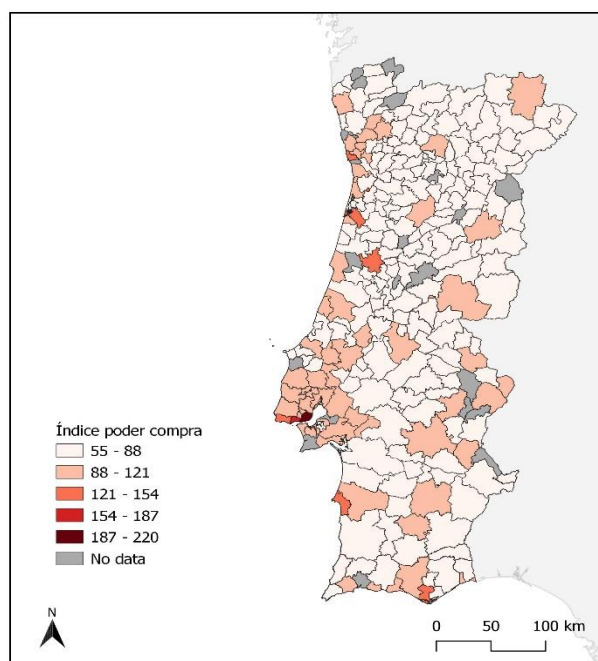 Índice poder compra
55 - 88
88 - 121
121 - 154
154 - 187
187 - 220
No data
N
0 50 100 km